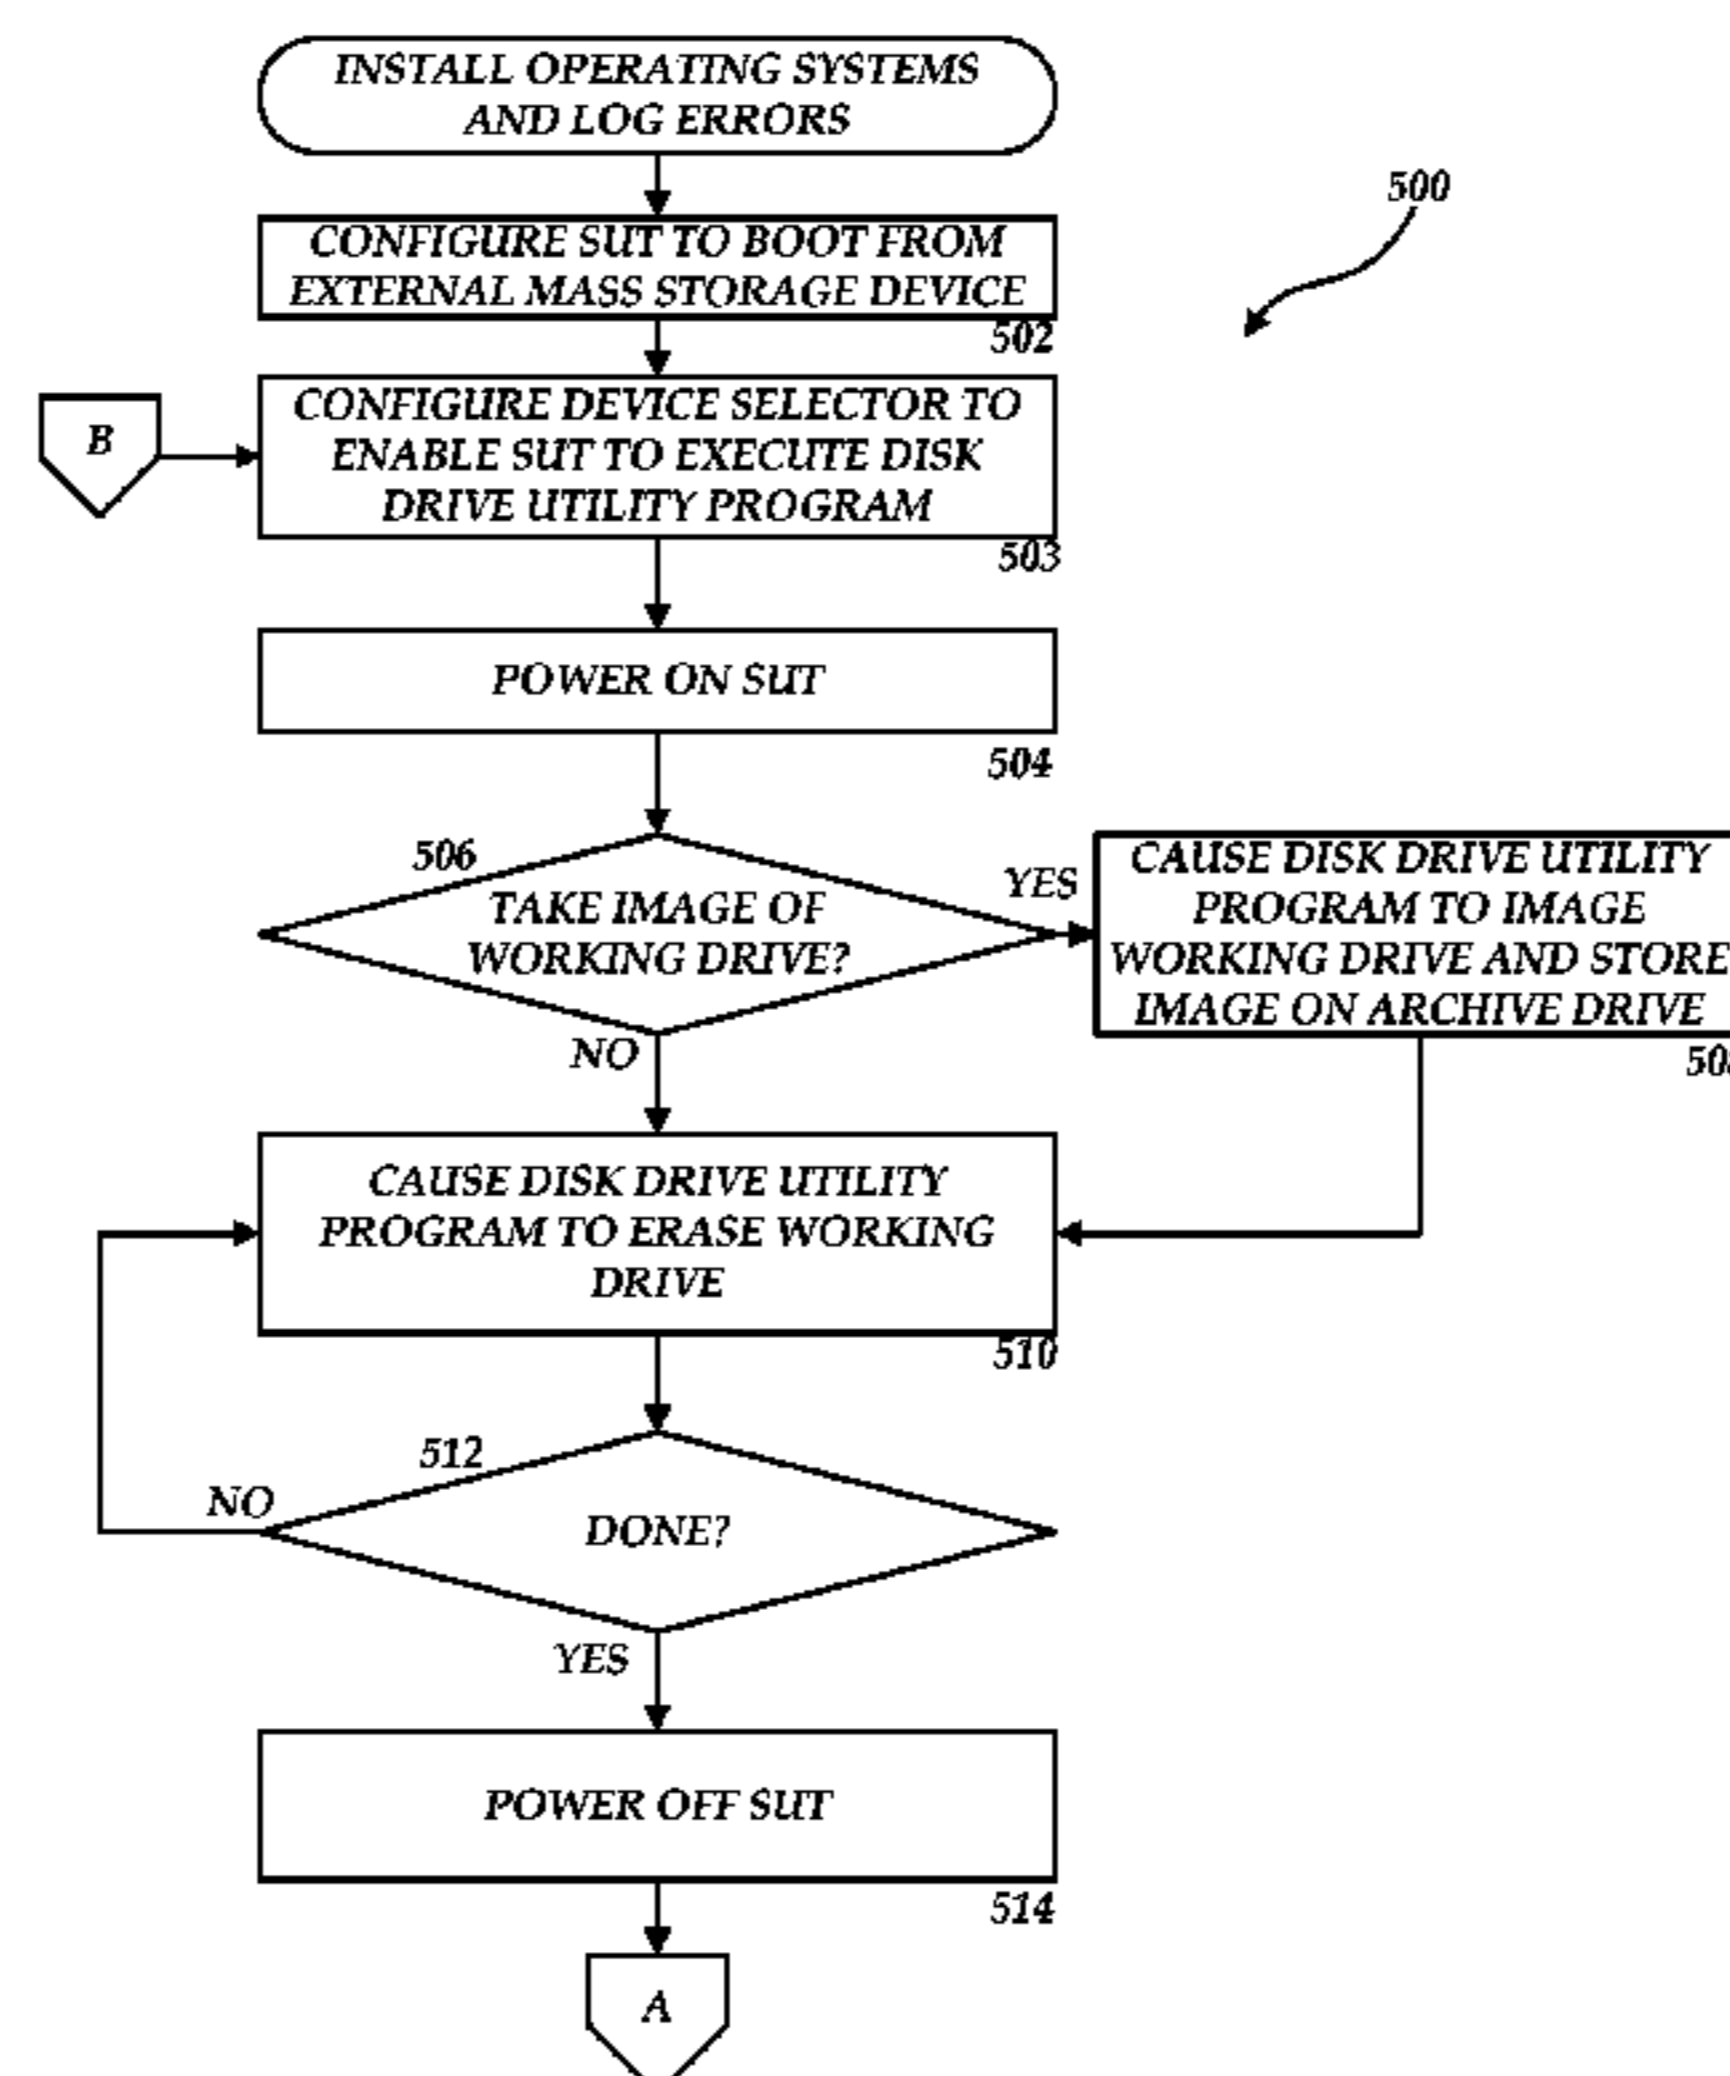 INSTALL OPERATING SYSTEMS
AND LOG ERRORS
500
CONFIGURE SUT TO BOOT FROM
EXTERNAL MASS STORAGE DEVICE
502
B
CONFIGURE DEVICE SELECTOR TO
ENABLE SUT TO EXECUTE DISK
DRIVE UTILITY PROGRAM
503
POWER ON SUT
504
506
TAKE IMAGE OF
WORKING DRIVE?
YES
CAUSE DISK DRIVE UTILITY
PROGRAM TO IMAGE
WORKING DRIVE AND STORE
IMAGE ON ARCHIVE DRIVE
NO
CAUSE DISK DRIVE UTILITY
PROGRAM TO ERASE WORKING
DRIVE
510
512
NO
DONE?
YES
POWER OFF SUT
514
A